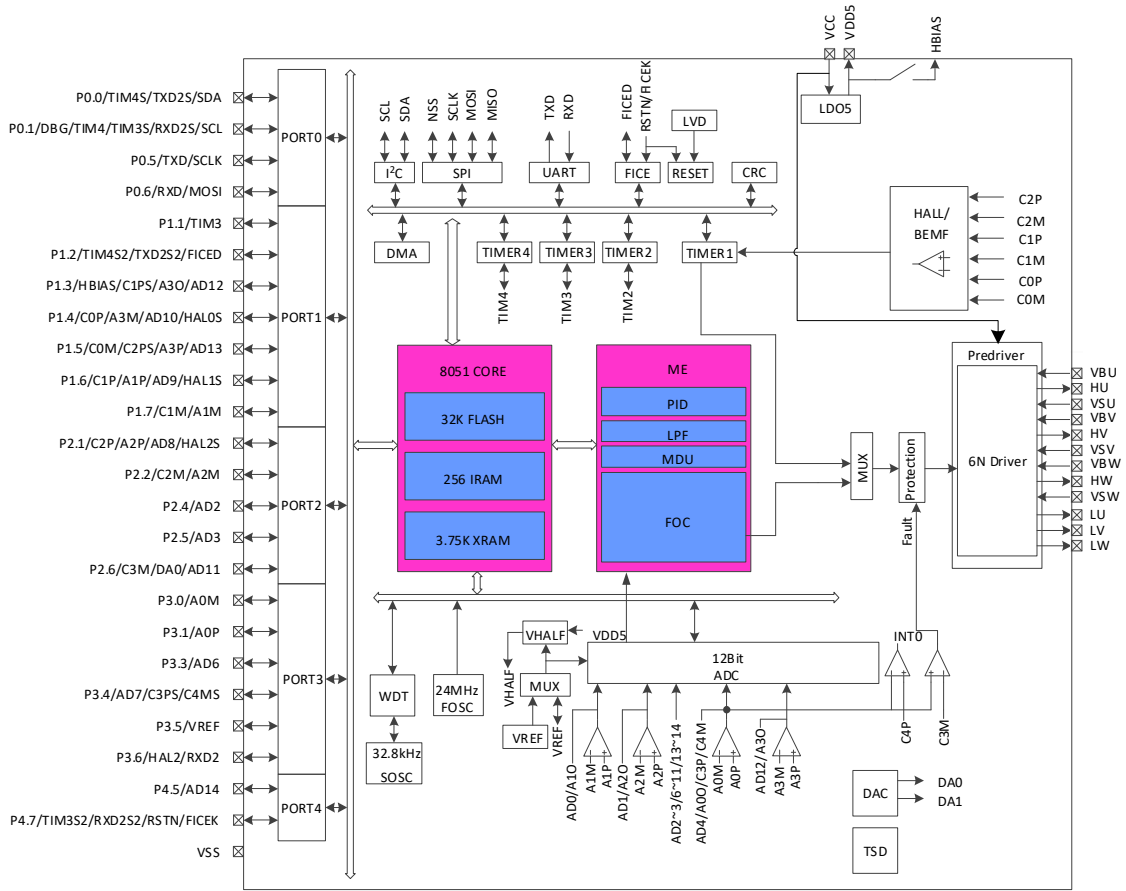 VCC
VDD5
HBIAS
LDO5
P0.0/TIM4S/TXD2S/SDA
P0.1/DBG/TIM4/TIM3S/RXD2S/SCL
P0.5/TXD/SCLK
P0.6/RXD/MOSI
PORT0
P1.1/TIM3
P1.2/TIM4S2/TXD2S2/FICED
P1.3/HBIAS/C1PS/A3O/AD12
P1.4/C0P/A3M/AD10/HAL0S
P1.5/C0M/C2PS/A3P/AD13
P1.6/C1P/A1P/AD9/HAL1S
P1.7/C1M/A1M
PORT1
P2.1/C2P/A2P/AD8/HAL2S
P2.2/C2M/A2M
P2.4/AD2
P2.5/AD3
P2.6/C3M/DA0/AD11
PORT2
P3.0/A0M
P3.1/A0P
P3.3/AD6
P3.4/AD7/C3PS/C4MS
P3.5/VREF
P3.6/HAL2/RXD2
PORT3
P4.5/AD14
P4.7/TIM3S2/RXD2S2/RSTN/FICEK
PORT4
VSS
SCL
SDA
NSS
SCLK
MOSI
MISO
TXD
RXD
FICED
RSTN/FICEK
LVD
I²C
SPI
UART
FICE
RESET
CRC
DMA
TIMER4
TIMER3
TIMER2
TIMER1
TIM4
TIM3
TIM2
HALL/
BEMF
C2P
C2M
C1P
C1M
C0P
C0M
8051 CORE
32K FLASH
256 IRAM
3.75K XRAM
ME
PID
LPF
MDU
FOC
MUX
Protection
Fault
Predriver
6N Driver
VBU
HU
VSU
VBV
HV
VSV
VBW
HW
VSW
LU
LV
LW
WDT
32.8kHz
SOSC
24MHz
FOSC
VHALF
VDD5
VHALF
MUX
VREF
VREF
12Bit
ADC
INT0
C4P
C3M
AD0/A1O
A1M
A1P
AD1/A2O
A2M
A2P
AD2~3/6~11/13~14
AD4/A0O/C3P/C4M
A0M
A0P
AD12/A3O
A3M
A3P
DAC
DA0
DA1
TSD